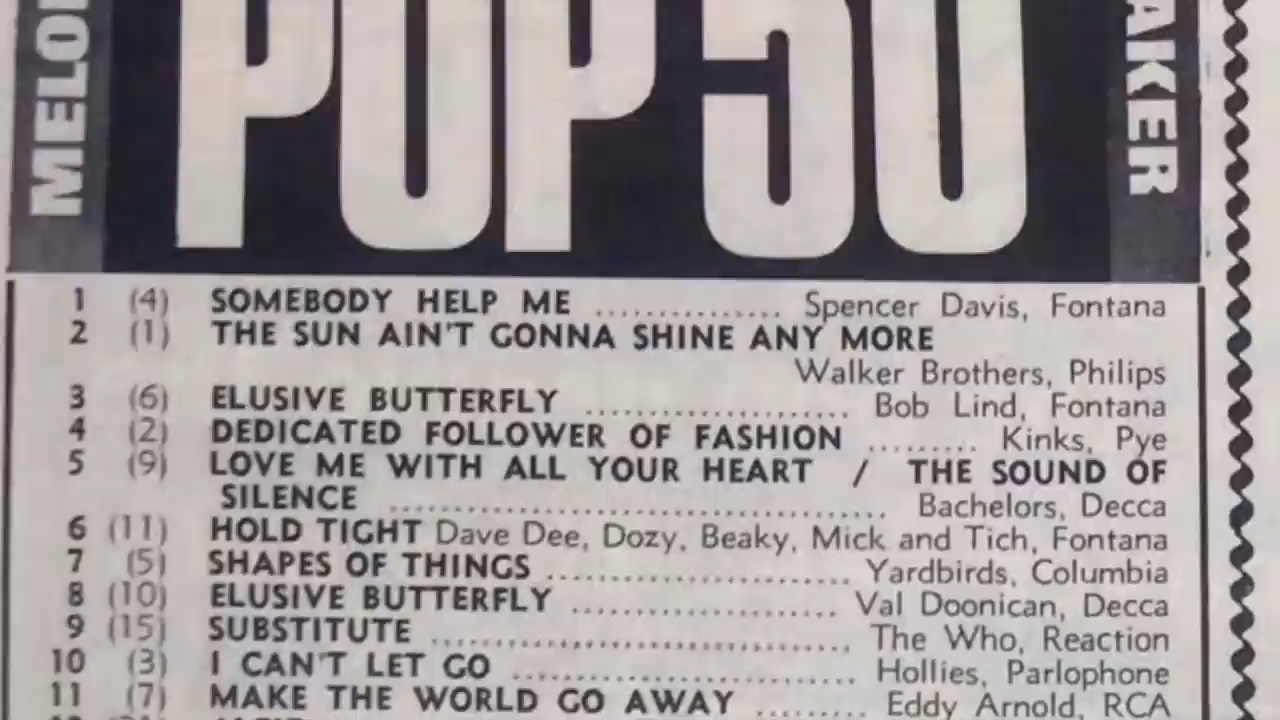 MELO
POP 50
AKER
1 (4) SOMEBODY HELP ME ............... Spencer Davis, Fontana
2 (1) THE SUN AIN'T GONNA SHINE ANY MORE
Walker Brothers, Philips
3 (6) ELUSIVE BUTTERFLY ..................... Bob Lind, Fontana
4 (2) DEDICATED FOLLOWER OF FASHION ......... Kinks, Pye
5 (9) LOVE ME WITH ALL YOUR HEART / THE SOUND OF
SILENCE ........................................ Bachelors, Decca
6 (11) HOLD TIGHT Dave Dee, Dozy, Beaky, Mick and Tich, Fontana
7 (5) SHAPES OF THINGS ........................ Yardbirds, Columbia
8 (10) ELUSIVE BUTTERFLY ..................... Val Doonican, Decca
9 (15) SUBSTITUTE .................................. The Who, Reaction
10 (3) I CAN'T LET GO ............................ Hollies, Parlophone
11 (7) MAKE THE WORLD GO AWAY ......... Eddy Arnold, RCA